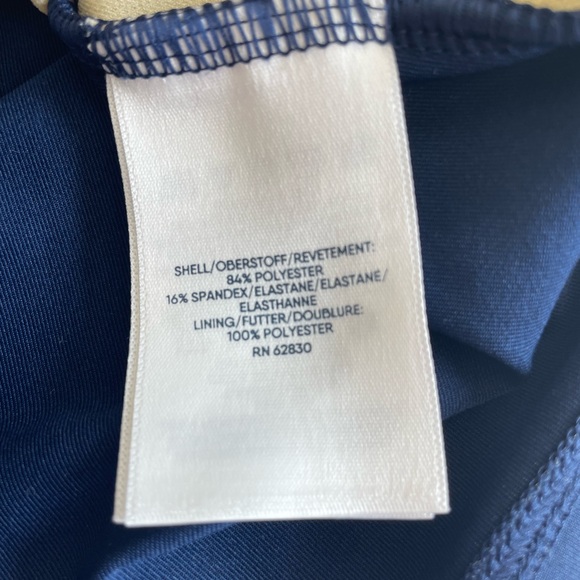 SHELL/OBERSTOFF/REVETEMENT:
84% POLYESTER
16% SPANDEX/ELASTANE/ELASTANE/
ELASTHANNE
LINING/FUTTER/DOUBLURE:
100% POLYESTER
RN 62830